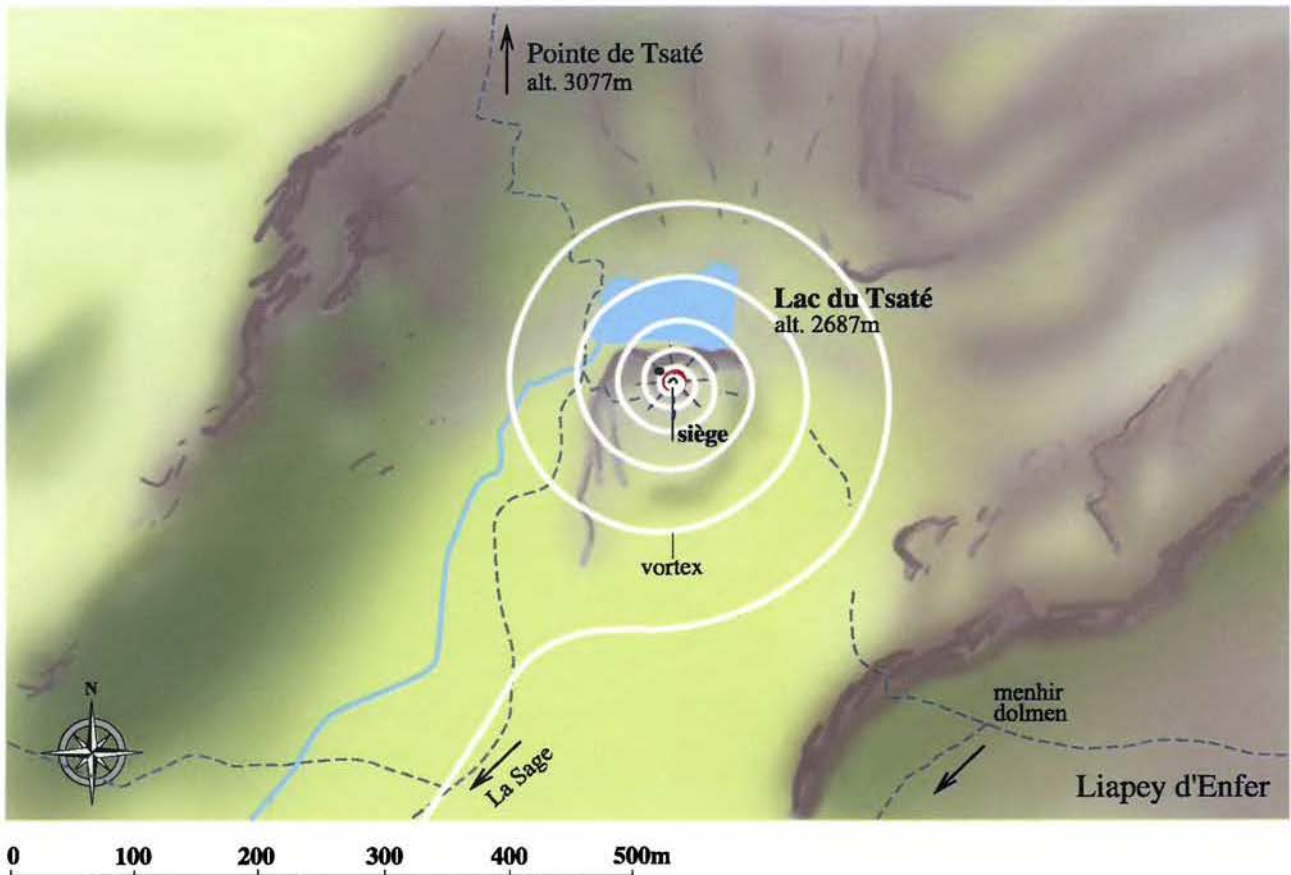 Pointe de Tsaté
alt. 3077m
Lac du Tsaté
alt. 2687m
siège
vortex
N
menhir
dolmen
La Sage
Liapey d'Enfer
0 100 200 300 400 500m